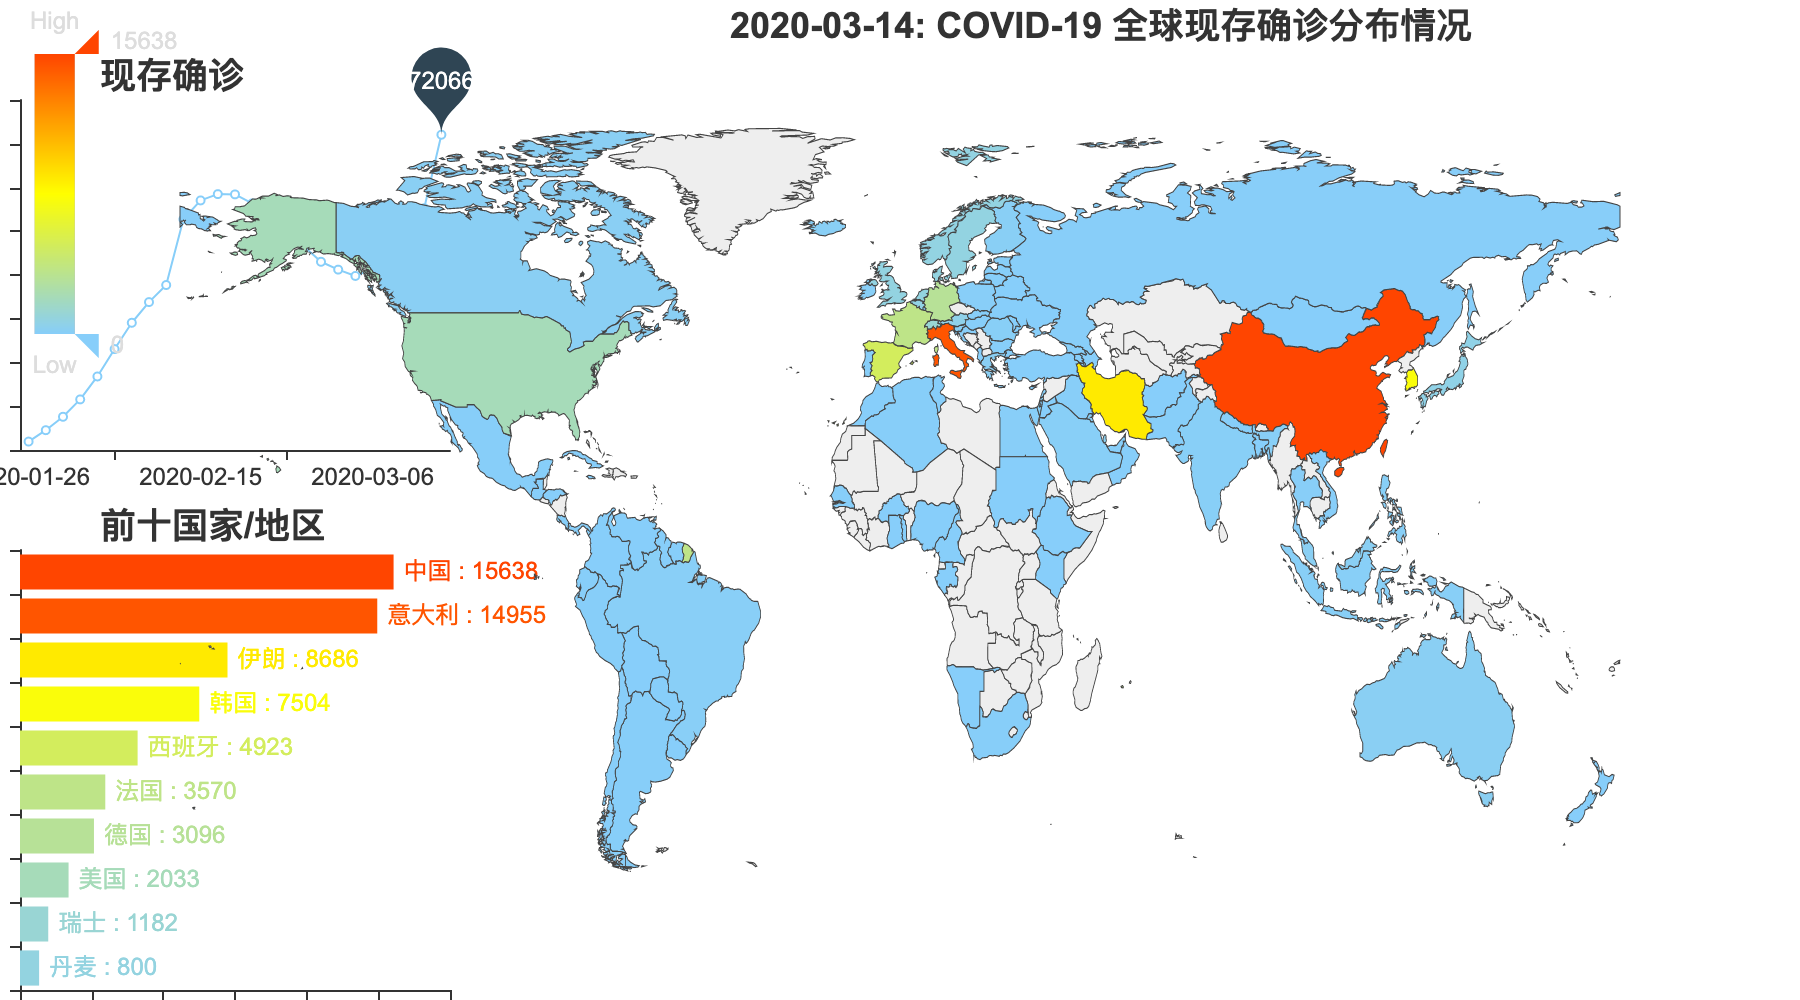 2020-03-14: COVID-19 全球现存确诊分布情况
High
15638
现存确诊
72066
0
Low
20-01-26
2020-02-15
2020-03-06
前十国家/地区
中国 : 15638
意大利 : 14955
伊朗 : 8686
韩国 : 7504
西班牙 : 4923
法国 : 3570
德国 : 3096
美国 : 2033
瑞士 : 1182
丹麦 : 800